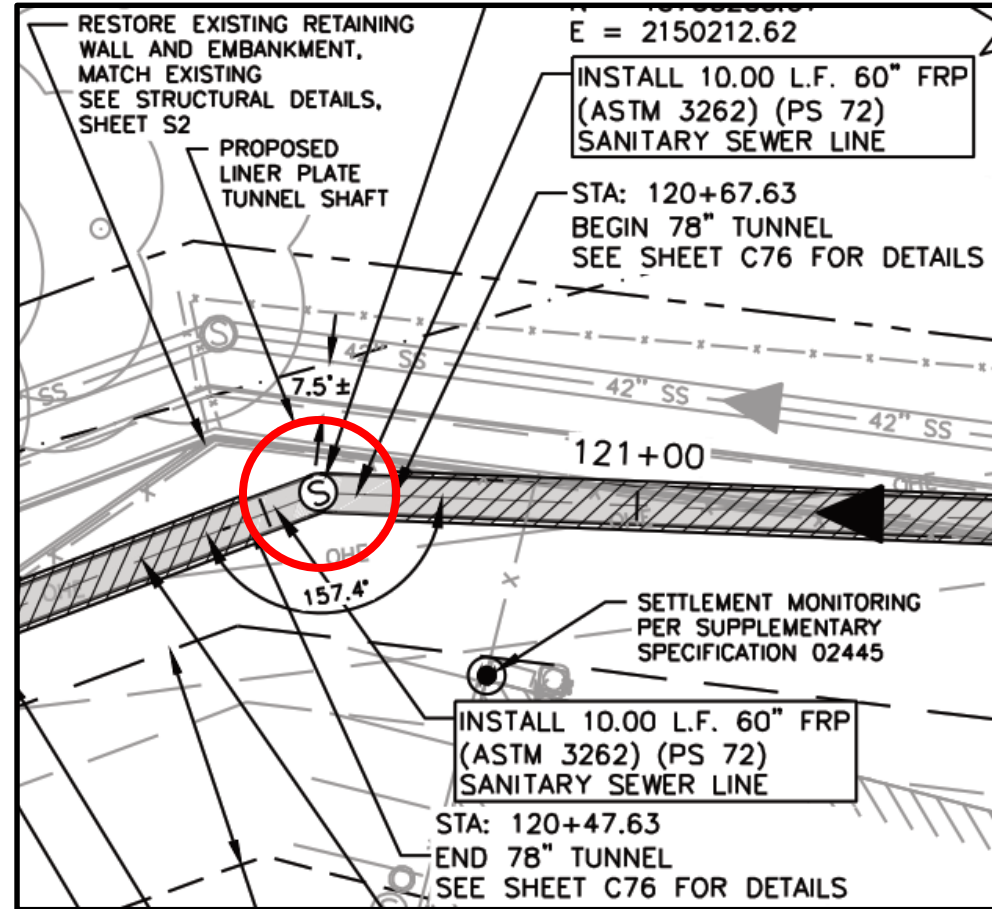 RESTORE EXISTING RETAINING
WALL AND EMBANKMENT,
MATCH EXISTING
SEE STRUCTURAL DETAILS,
SHEET S2
E = 2150212.62
INSTALL 10.00 L.F. 60" FRP
(ASTM 3262) (PS 72)
SANITARY SEWER LINE
PROPOSED
LINER PLATE
TUNNEL SHAFT
STA: 120+67.63
BEGIN 78" TUNNEL
SEE SHEET C76 FOR DETAILS
S
42" SS
7.5'±
42" SS
SS
42" SS
121+00
OHE
S
OHE
OHE
OHE
157.4°
SETTLEMENT MONITORING
PER SUPPLEMENTARY
SPECIFICATION 02445
INSTALL 10.00 L.F. 60" FRP
(ASTM 3262) (PS 72)
SANITARY SEWER LINE
STA: 120+47.63
END 78" TUNNEL
SEE SHEET C76 FOR DETAILS
S